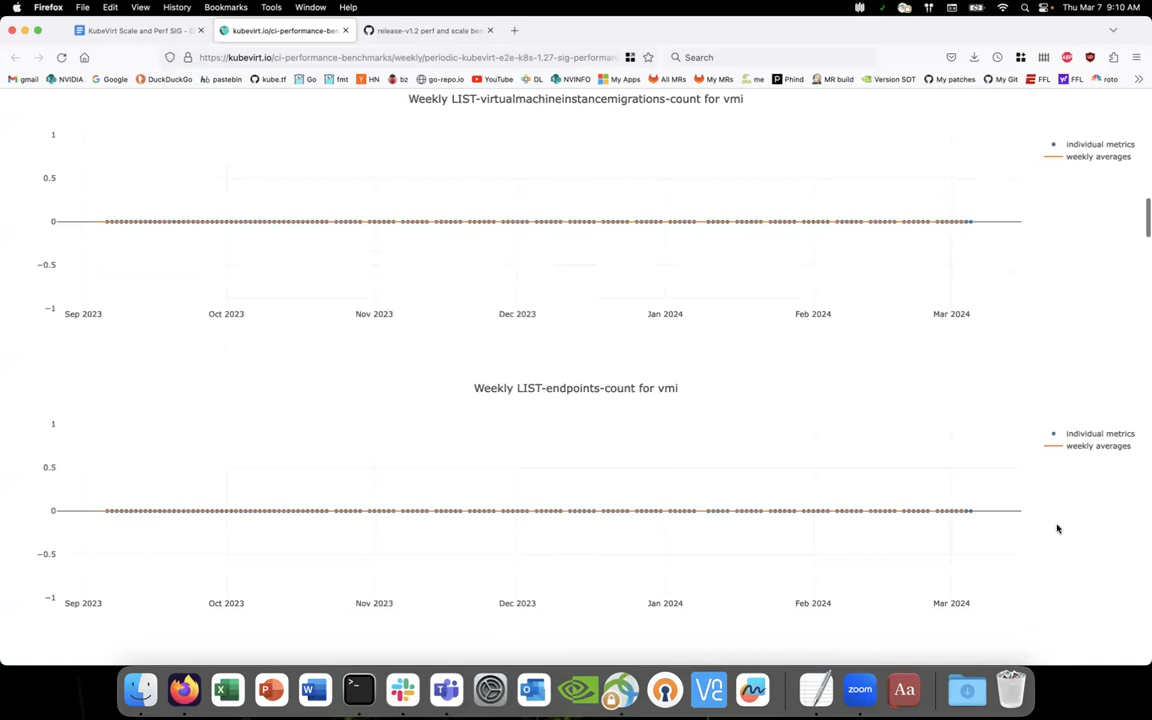 Firefox File Edit View History Bookmarks Tools Window Help Thu Mar 7 9:10 AM
KubeVirt Scale and Perf SIG - G kubevirt.io/ci-performance-ben release-v1.2 perf and scale ben
https://kubevirt.io/ci-performance-benchmarks/weekly/periodic-kubevirt-e2e-k8s-1.27-sig-performan Search
gmail NVIDIA Google DuckDuckGo pastebin kube.tf Go fmt HN bz go-repo.io YouTube DL NVINFO My Apps All MRs My MRs me Phind MR build Version SOT My patches My Git FFL FFL roto
Weekly LIST-virtualmachineinstancemigrations-count for vmi
1
individual metrics
weekly averages
0.5
0
−0.5
−1
Sep 2023 Oct 2023 Nov 2023 Dec 2023 Jan 2024 Feb 2024 Mar 2024
Weekly LIST-endpoints-count for vmi
1
individual metrics
weekly averages
0.5
0
−0.5
−1
Sep 2023 Oct 2023 Nov 2023 Dec 2023 Jan 2024 Feb 2024 Mar 2024
zoom Aa